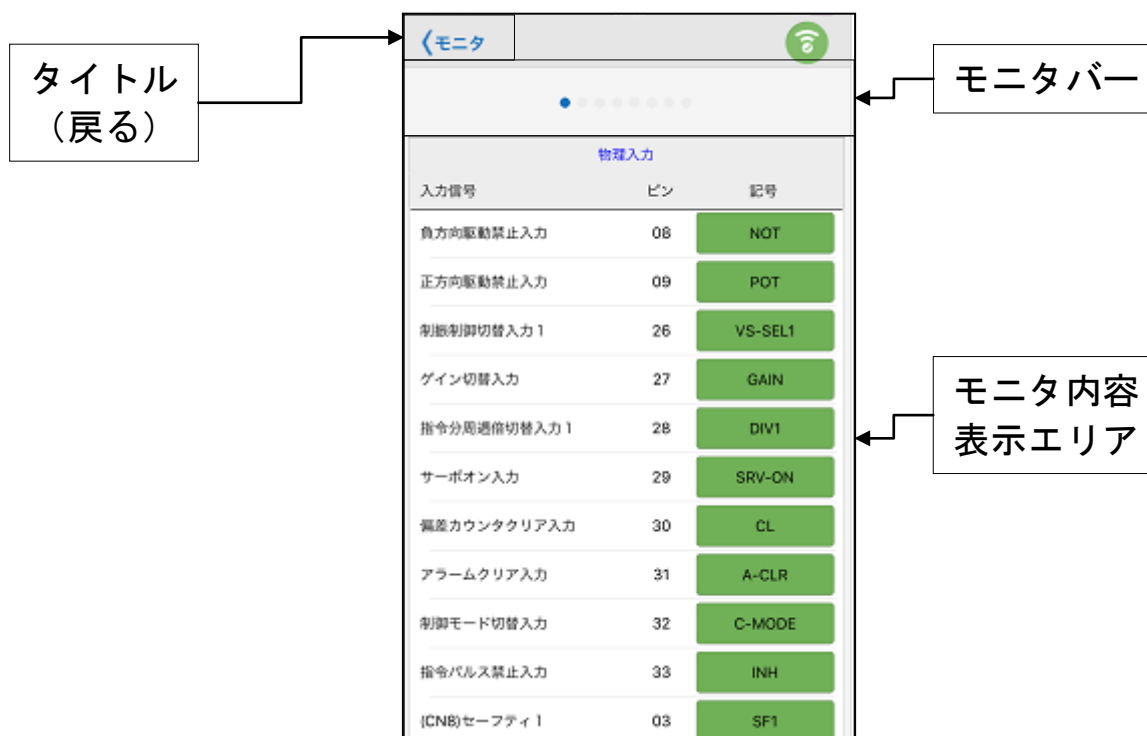 タイトル
(戻る)
〈モニタ
モニタバー
物理入力
入力信号 ピン 記号
負方向駆動禁止入力 08 NOT
正方向駆動禁止入力 09 POT
制振制御切替入力1 26 VS-SEL1
ゲイン切替入力 27 GAIN
指令分周逓倍切替入力1 28 DIV1
サーボオン入力 29 SRV-ON
偏差カウンタクリア入力 30 CL
アラームクリア入力 31 A-CLR
制御モード切替入力 32 C-MODE
指令パルス禁止入力 33 INH
(CNB)セーフティ1 03 SF1
モニタ内容
表示エリア